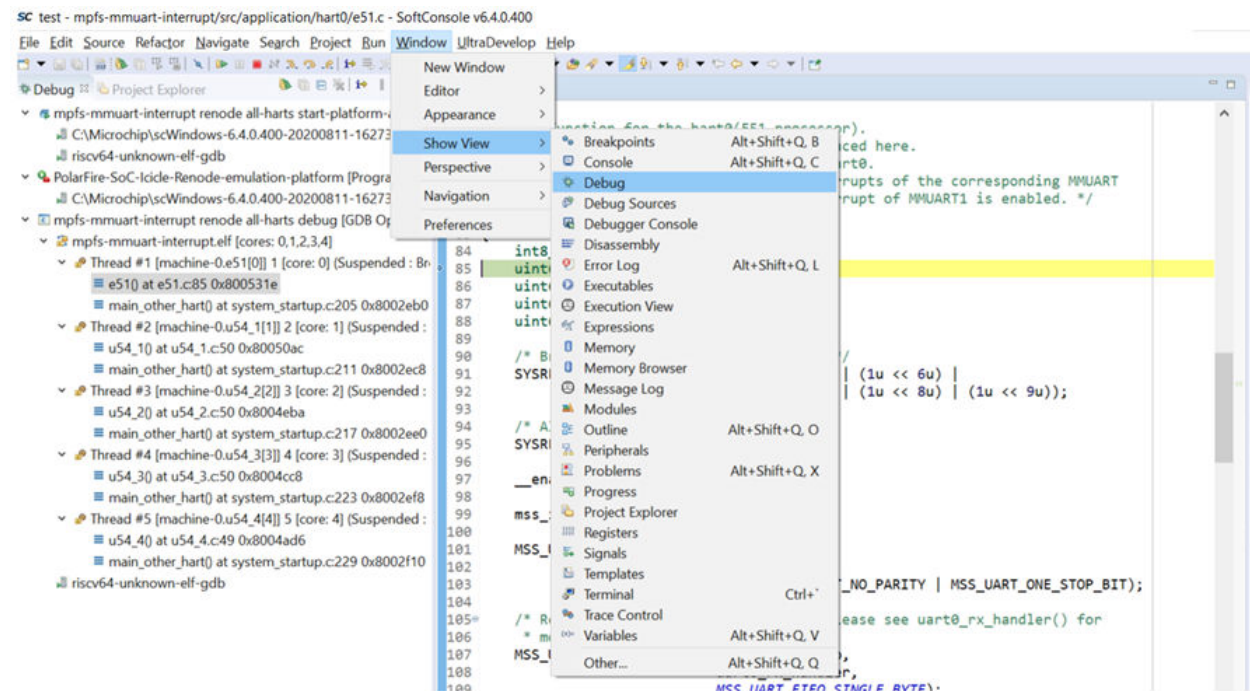 SC test - mpfs-mmuart-interrupt/src/application/hart0/e51.c - SoftConsole v6.4.0.400
File Edit Source Refactor Navigate Search Project Run Window UltraDevelop Help
Debug Project Explorer
mpfs-mmuart-interrupt renode all-harts start-platform-
C:\Microchip\scWindows-6.4.0.400-20200811-16273
riscv64-unknown-elf-gdb
PolarFire-SoC-Icicle-Renode-emulation-platform [Progra
C:\Microchip\scWindows-6.4.0.400-20200811-16273
mpfs-mmuart-interrupt renode all-harts debug [GDB Op
mpfs-mmuart-interrupt.elf [cores: 0,1,2,3,4]
Thread #1 [machine-0.e51[0]] 1 [core: 0] (Suspended : Br
e51() at e51.c:85 0x800531e
main_other_hart() at system_startup.c:205 0x8002eb0
Thread #2 [machine-0.u54_1[1]] 2 [core: 1] (Suspended :
u54_1() at u54_1.c:50 0x80050ac
main_other_hart() at system_startup.c:211 0x8002ec8
Thread #3 [machine-0.u54_2[2]] 3 [core: 2] (Suspended :
u54_2() at u54_2.c:50 0x8004eba
main_other_hart() at system_startup.c:217 0x8002ee0
Thread #4 [machine-0.u54_3[3]] 4 [core: 3] (Suspended :
u54_3() at u54_3.c:50 0x8004cc8
main_other_hart() at system_startup.c:223 0x8002ef8
Thread #5 [machine-0.u54_4[4]] 5 [core: 4] (Suspended :
u54_4() at u54_4.c:49 0x8004ad6
main_other_hart() at system_startup.c:229 0x8002f10
riscv64-unknown-elf-gdb
New Window
Editor >
Appearance >
Show View >
Perspective >
Navigation >
Preferences
Breakpoints Alt+Shift+Q, B
Console Alt+Shift+Q, C
Debug
Debug Sources
Debugger Console
Disassembly
Error Log Alt+Shift+Q, L
Executables
Execution View
Expressions
Memory
Memory Browser
Message Log
Modules
Outline Alt+Shift+Q, O
Peripherals
Problems Alt+Shift+Q, X
Progress
Project Explorer
Registers
Signals
Templates
Terminal Ctrl+`
Trace Control
Variables Alt+Shift+Q, V
Other... Alt+Shift+Q, Q
for the hart0(E51 processor).
ced here.
rt0.
rrupts of the corresponding MMUART
rrupt of MMUART1 is enabled. */
84 int8_
85 uint
86 uint
87 uint
88 uint
89
90 /* B */
91 SYSR | (1u << 6u) |
92 | (1u << 8u) | (1u << 9u));
93
94 /* A
95 SYSR
96
97 __en
98
99 mss_
100
101 MSS_
102
103 _NO_PARITY | MSS_UART_ONE_STOP_BIT);
104
105 /* R ease see uart0_rx_handler() for
106 * m
107 MSS_
108
109 MSS_UART_FIFO_SINGLE_BYTE);